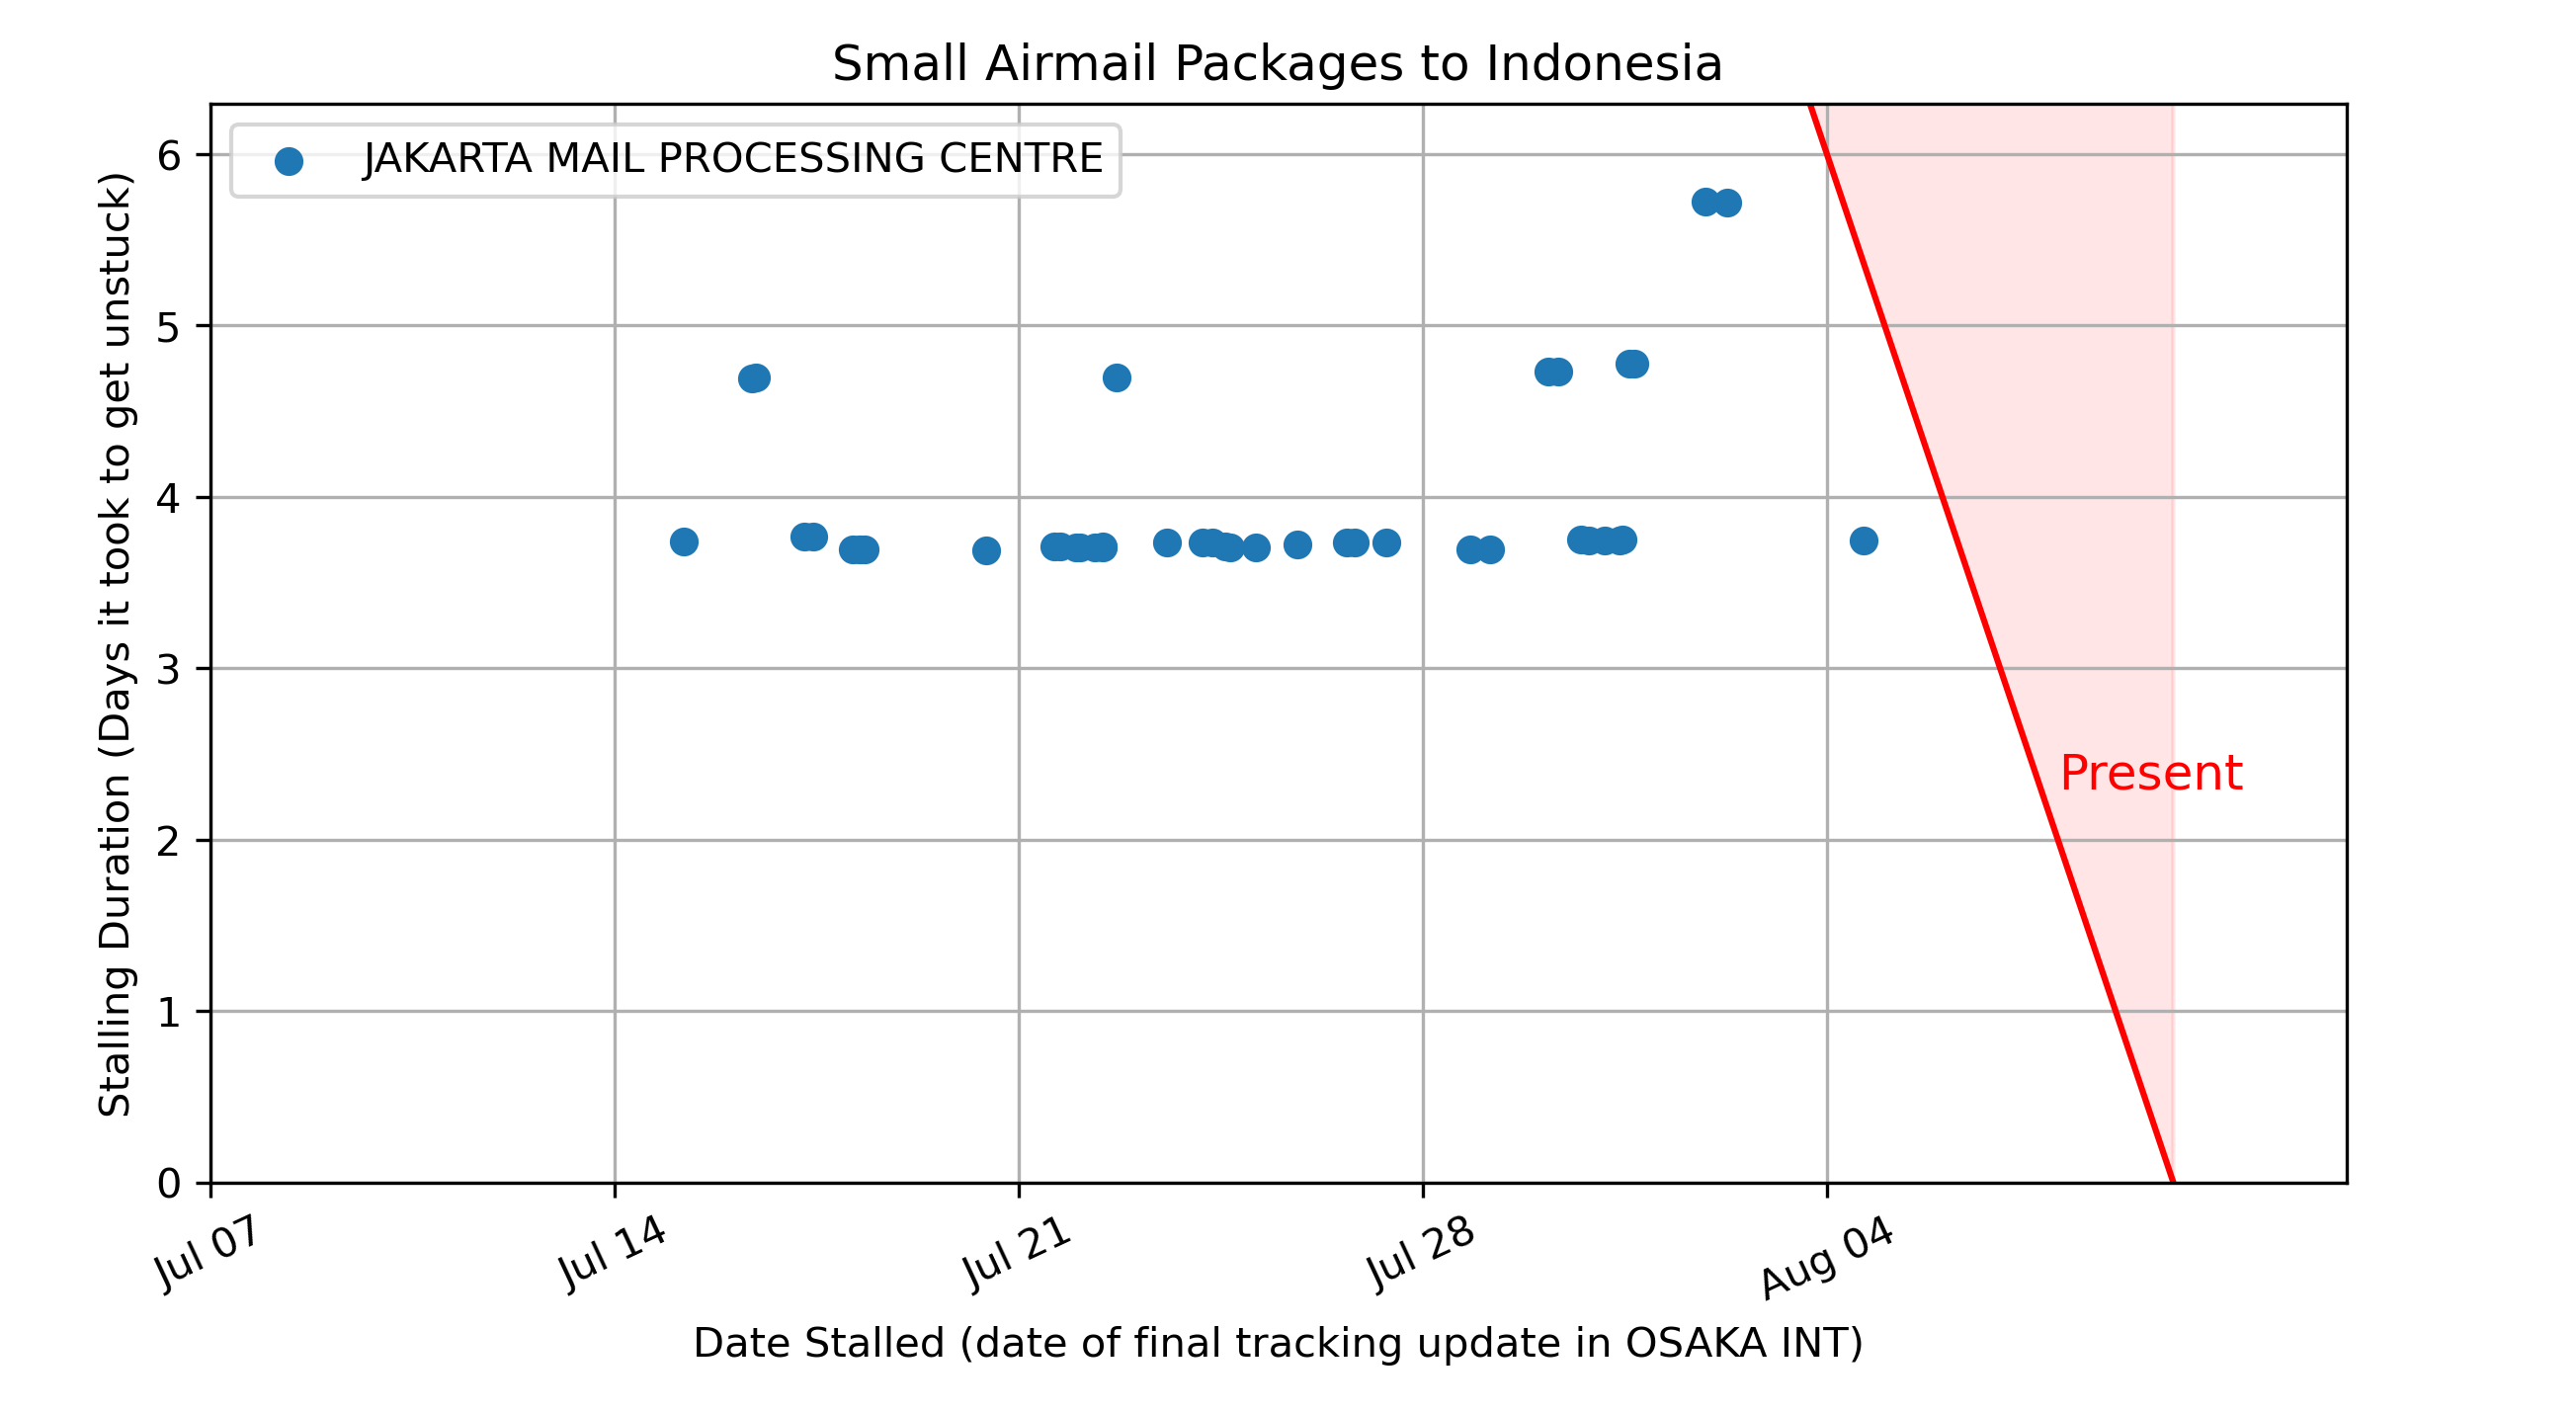 Small Airmail Packages to Indonesia
JAKARTA MAIL PROCESSING CENTRE
Stalling Duration (Days it took to get unstuck)
6
5
4
3
2
1
0
Present
Jul 07
Jul 14
Jul 21
Jul 28
Aug 04
Date Stalled (date of final tracking update in OSAKA INT)